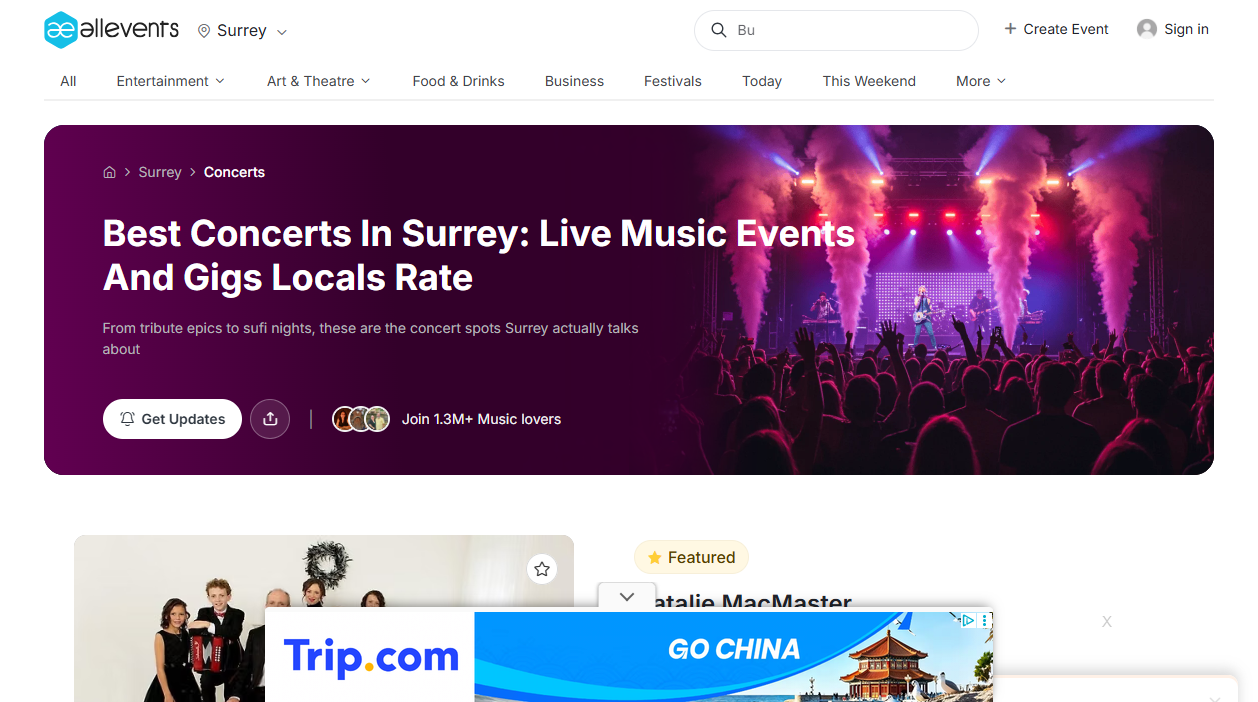 allevents
Surrey
Bu
Create Event
Sign in
All
Entertainment
Art & Theatre
Food & Drinks
Business
Festivals
Today
This Weekend
More
Surrey
Concerts
Best Concerts In Surrey: Live Music Events
And Gigs Locals Rate
From tribute epics to sufi nights, these are the concert spots Surrey actually talks
about
Get Updates
Join 1.3M+ Music lovers
Featured
atalie MacMaster
X
Trip.com
GO CHINA